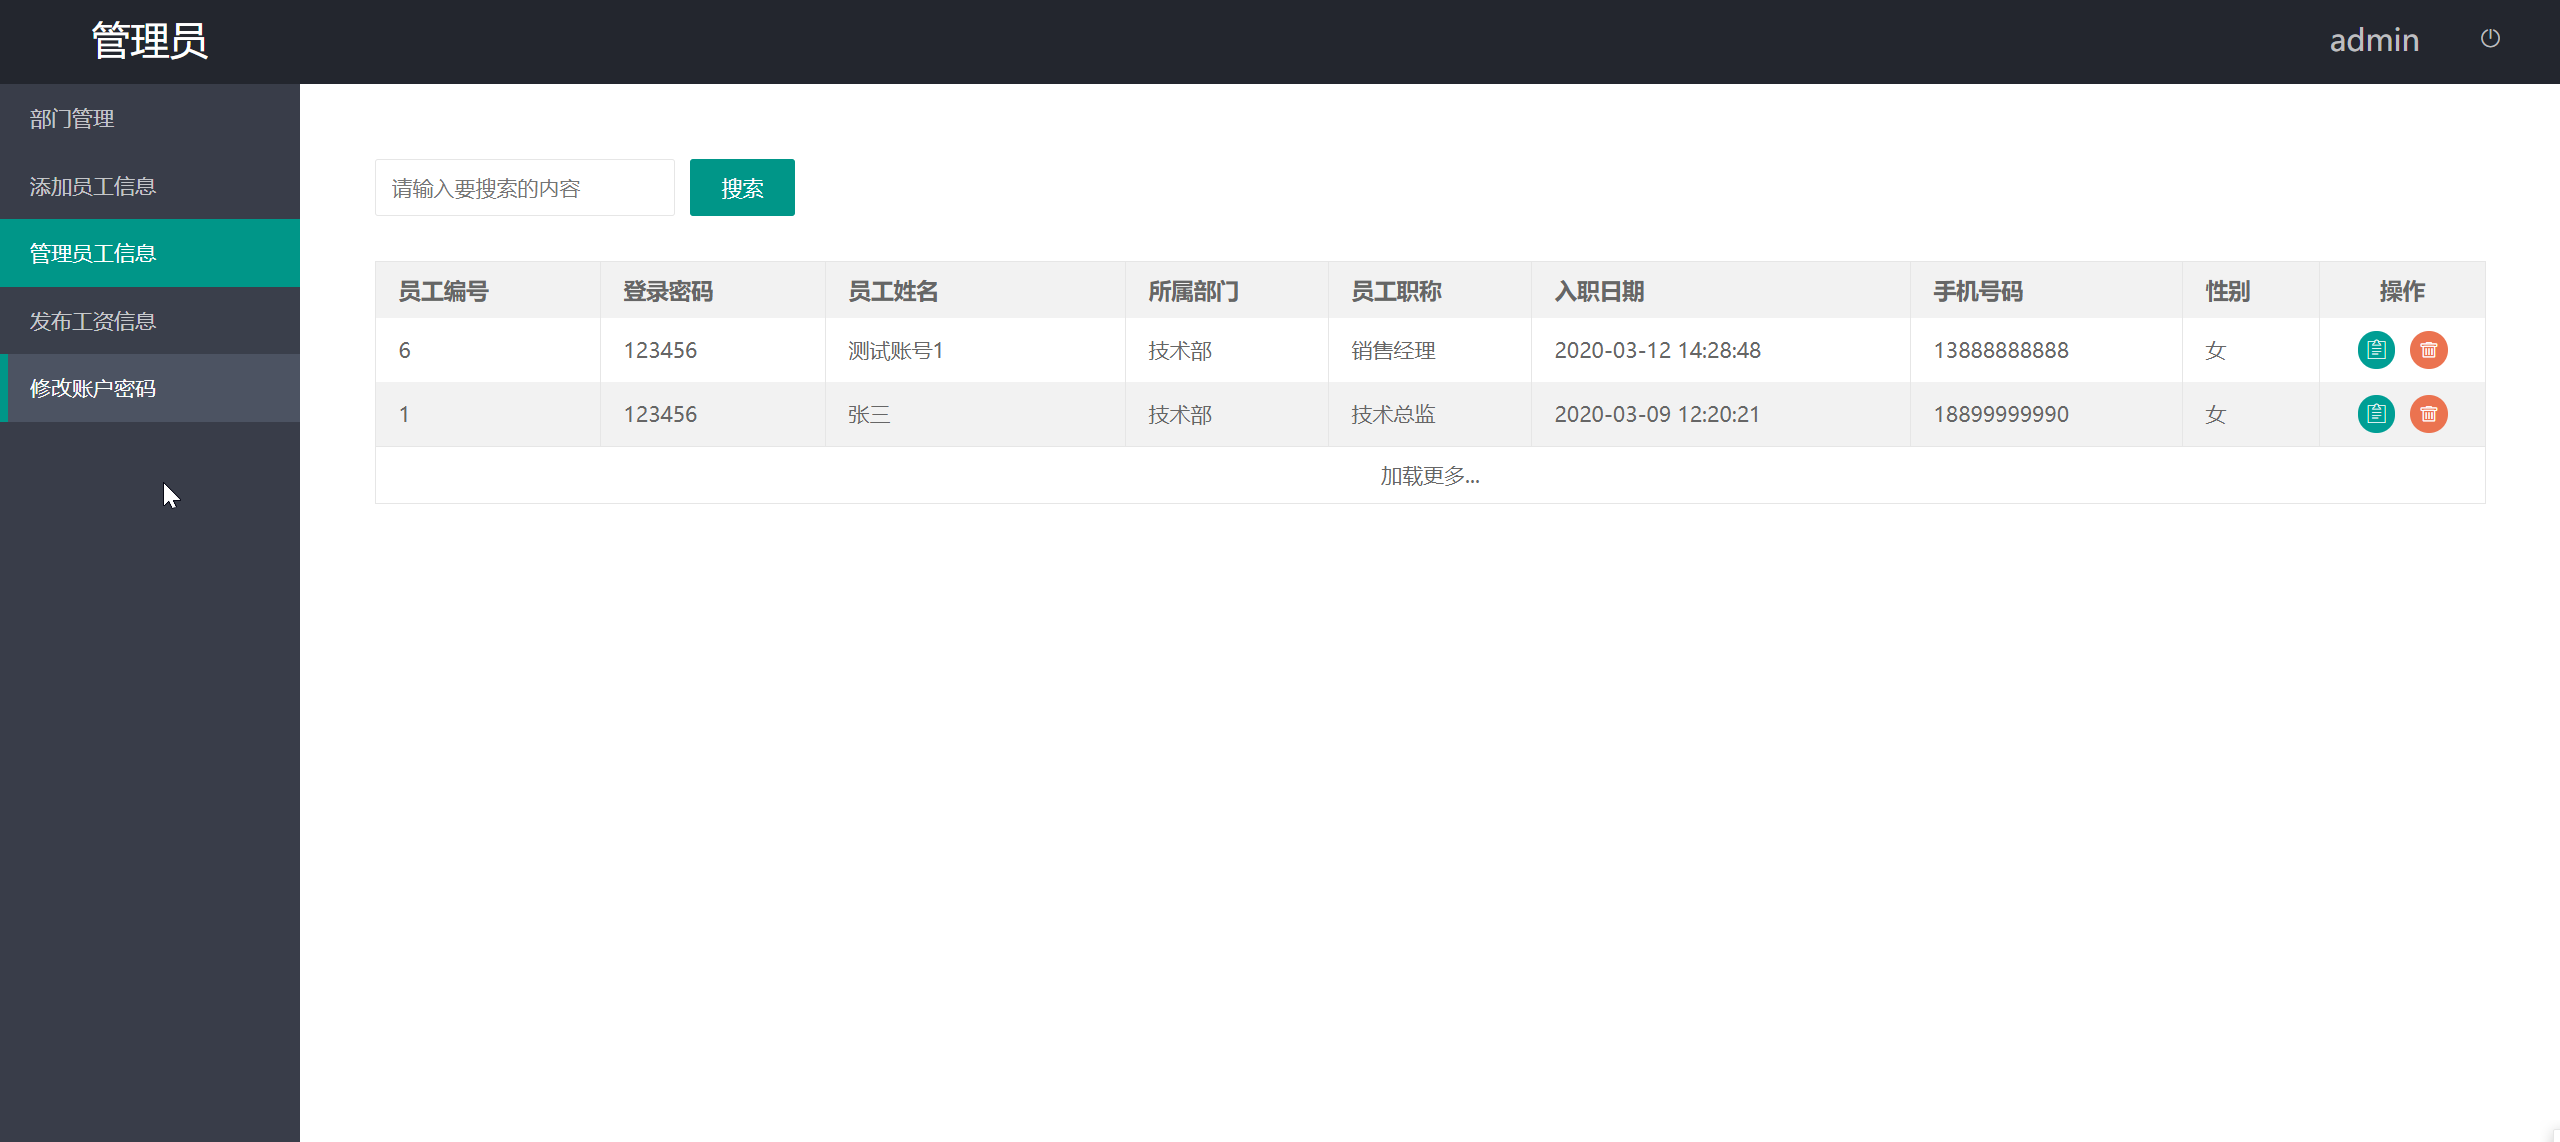 管理员
admin
部门管理
添加员工信息
管理员工信息
发布工资信息
修改账户密码
请输入要搜索的内容
搜索
员工编号 登录密码 员工姓名 所属部门 员工职称 入职日期 手机号码 性别 操作
6 123456 测试账号1 技术部 销售经理 2020-03-12 14:28:48 13888888888 女
1 123456 张三 技术部 技术总监 2020-03-09 12:20:21 18899999990 女
加载更多...